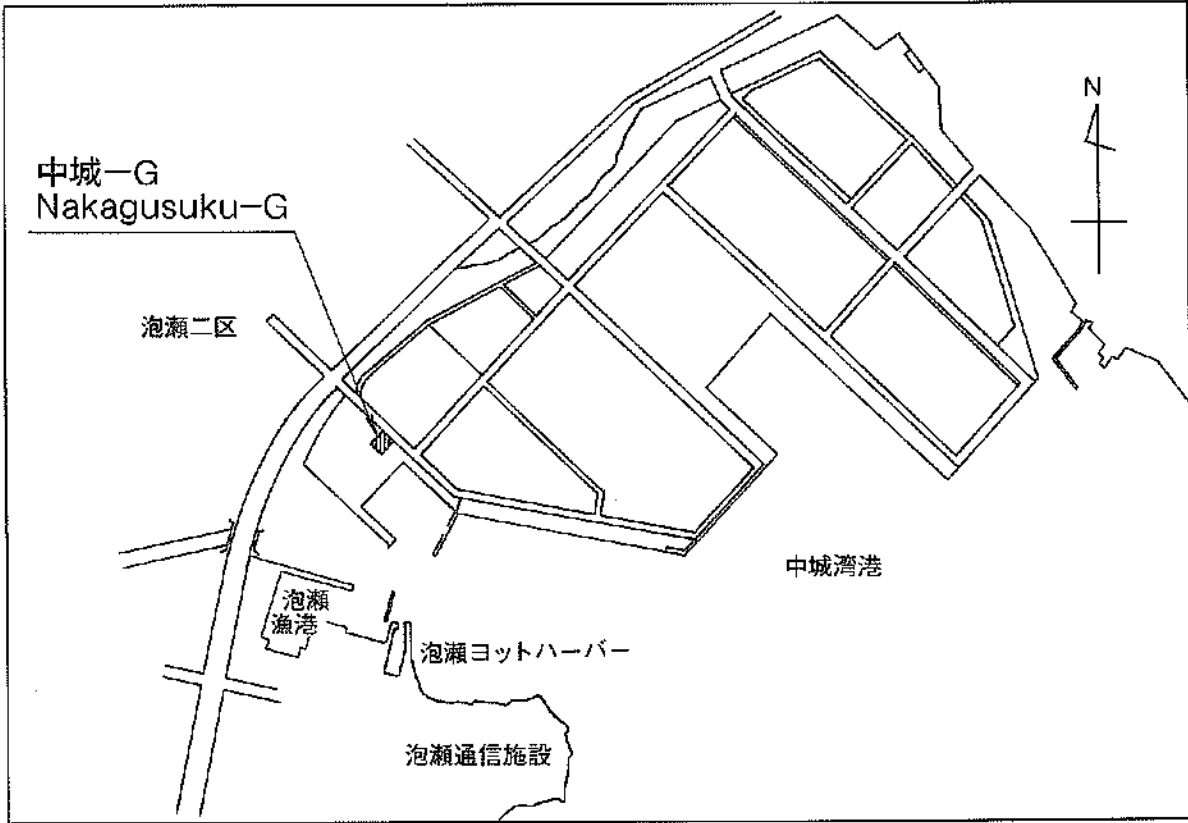 N
中城-G
Nakagusuku-G
泡瀬二区
中城湾港
泡瀬
漁港
泡瀬ヨットハーバー
泡瀬通信施設